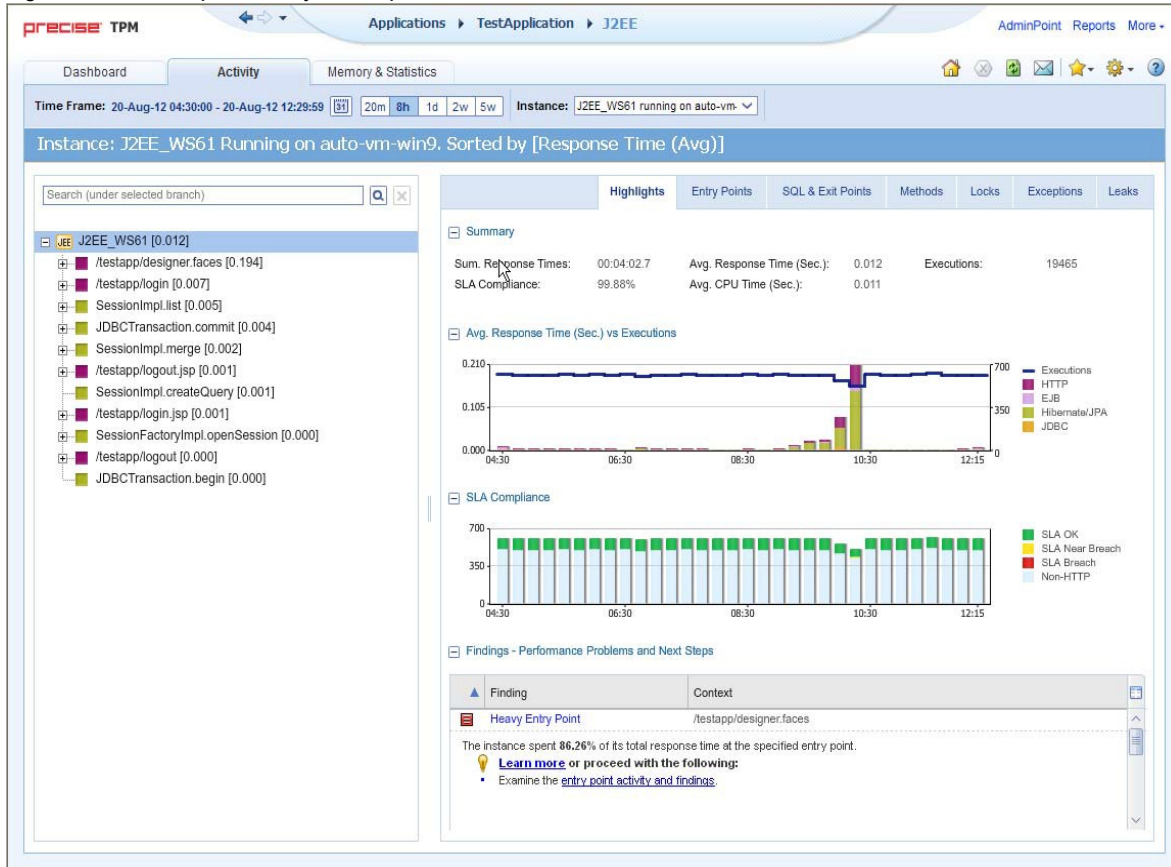 precise TPM
Applications TestApplication J2EE
AdminPoint Reports More
Dashboard Activity Memory & Statistics
Time Frame: 20-Aug-12 04:30:00 - 20-Aug-12 12:29:59 31 20m 8h 1d 2w 5w Instance: J2EE_WS61 running on auto-vm-
Instance: J2EE_WS61 Running on auto-vm-win9. Sorted by [Response Time (Avg)]
Search (under selected branch)
JEE J2EE_WS61 [0.012]
/testapp/designer.faces [0.194]
/testapp/login [0.007]
SessionImpl.list [0.005]
JDBCTransaction.commit [0.004]
SessionImpl.merge [0.002]
/testapp/logout.jsp [0.001]
SessionImpl.createQuery [0.001]
/testapp/login.jsp [0.001]
SessionFactoryImpl.openSession [0.000]
/testapp/logout [0.000]
JDBCTransaction.begin [0.000]
Highlights Entry Points SQL & Exit Points Methods Locks Exceptions Leaks
Summary
Sum. Response Times: 00:04:02.7 Avg. Response Time (Sec.): 0.012 Executions: 19465
SLA Compliance: 99.88% Avg. CPU Time (Sec.): 0.011
Avg. Response Time (Sec.) vs Executions
0.210 700
0.105 350
0.000 0
04:30 06:30 08:30 10:30 12:15
Executions
HTTP
EJB
Hibernate/JPA
JDBC
SLA Compliance
700
350
0
04:30 06:30 08:30 10:30 12:15
SLA OK
SLA Near Breach
SLA Breach
Non-HTTP
Findings - Performance Problems and Next Steps
Finding Context
Heavy Entry Point /testapp/designer.faces
The instance spent 86.26% of its total response time at the specified entry point.
Learn more or proceed with the following:
Examine the entry point activity and findings.